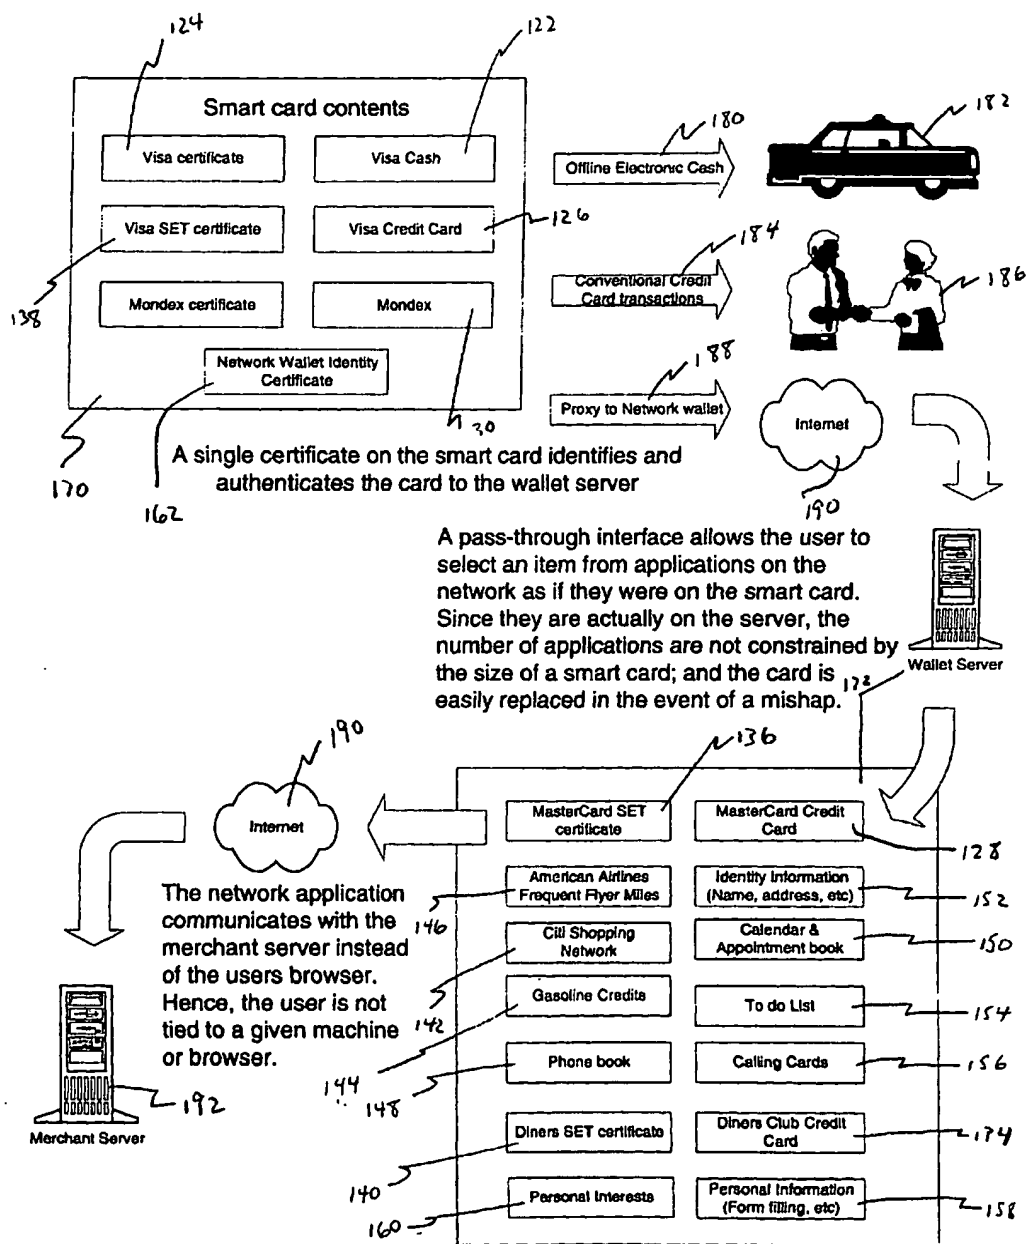 124
122
182
180
Smart card contents
Visa certificate
Visa Cash
Offline Electronic Cash
Visa SET certificate
Visa Credit Card
126
184
Conventional Credit
Card transactions
186
138
Mondex certificate
Mondex
188
Network Wallet Identity
Certificate
Proxy to Network wallet
Internet
30
170
162
190
A single certificate on the smart card identifies and
authenticates the card to the wallet server
A pass-through interface allows the user to
select an item from applications on the
network as if they were on the smart card.
Since they are actually on the server, the
number of applications are not constrained by
the size of a smart card; and the card is
easily replaced in the event of a mishap.
Wallet Server
172
190
136
Internet
MasterCard SET
certificate
MasterCard Credit
Card
128
The network application
communicates with the
merchant server instead
of the users browser.
Hence, the user is not
tied to a given machine
or browser.
American Airlines
Frequent Flyer Miles
146
Identity Information
(Name, address, etc)
152
Citi Shopping
Network
142
Calendar &
Appointment book
150
Gasoline Credits
144
To do List
154
Phone book
148
Calling Cards
156
192
Merchant Server
Diners SET certificate
140
Diners Club Credit
Card
134
Personal Interests
160
Personal Information
(Form filling, etc)
158